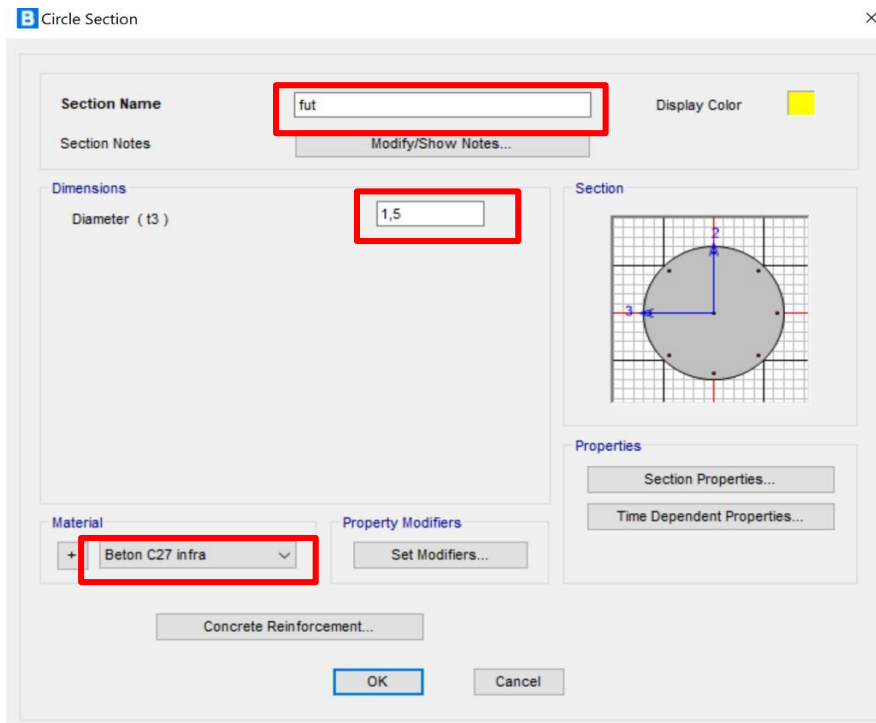 B Circle Section
Section Name
fut
Display Color
Section Notes
Modify/Show Notes...
Dimensions
Diameter ( t3 )
1,5
Section
2
3
Properties
Section Properties...
Time Dependent Properties...
Material
+
Beton C27 infra
Property Modifiers
Set Modifiers...
Concrete Reinforcement...
OK
Cancel